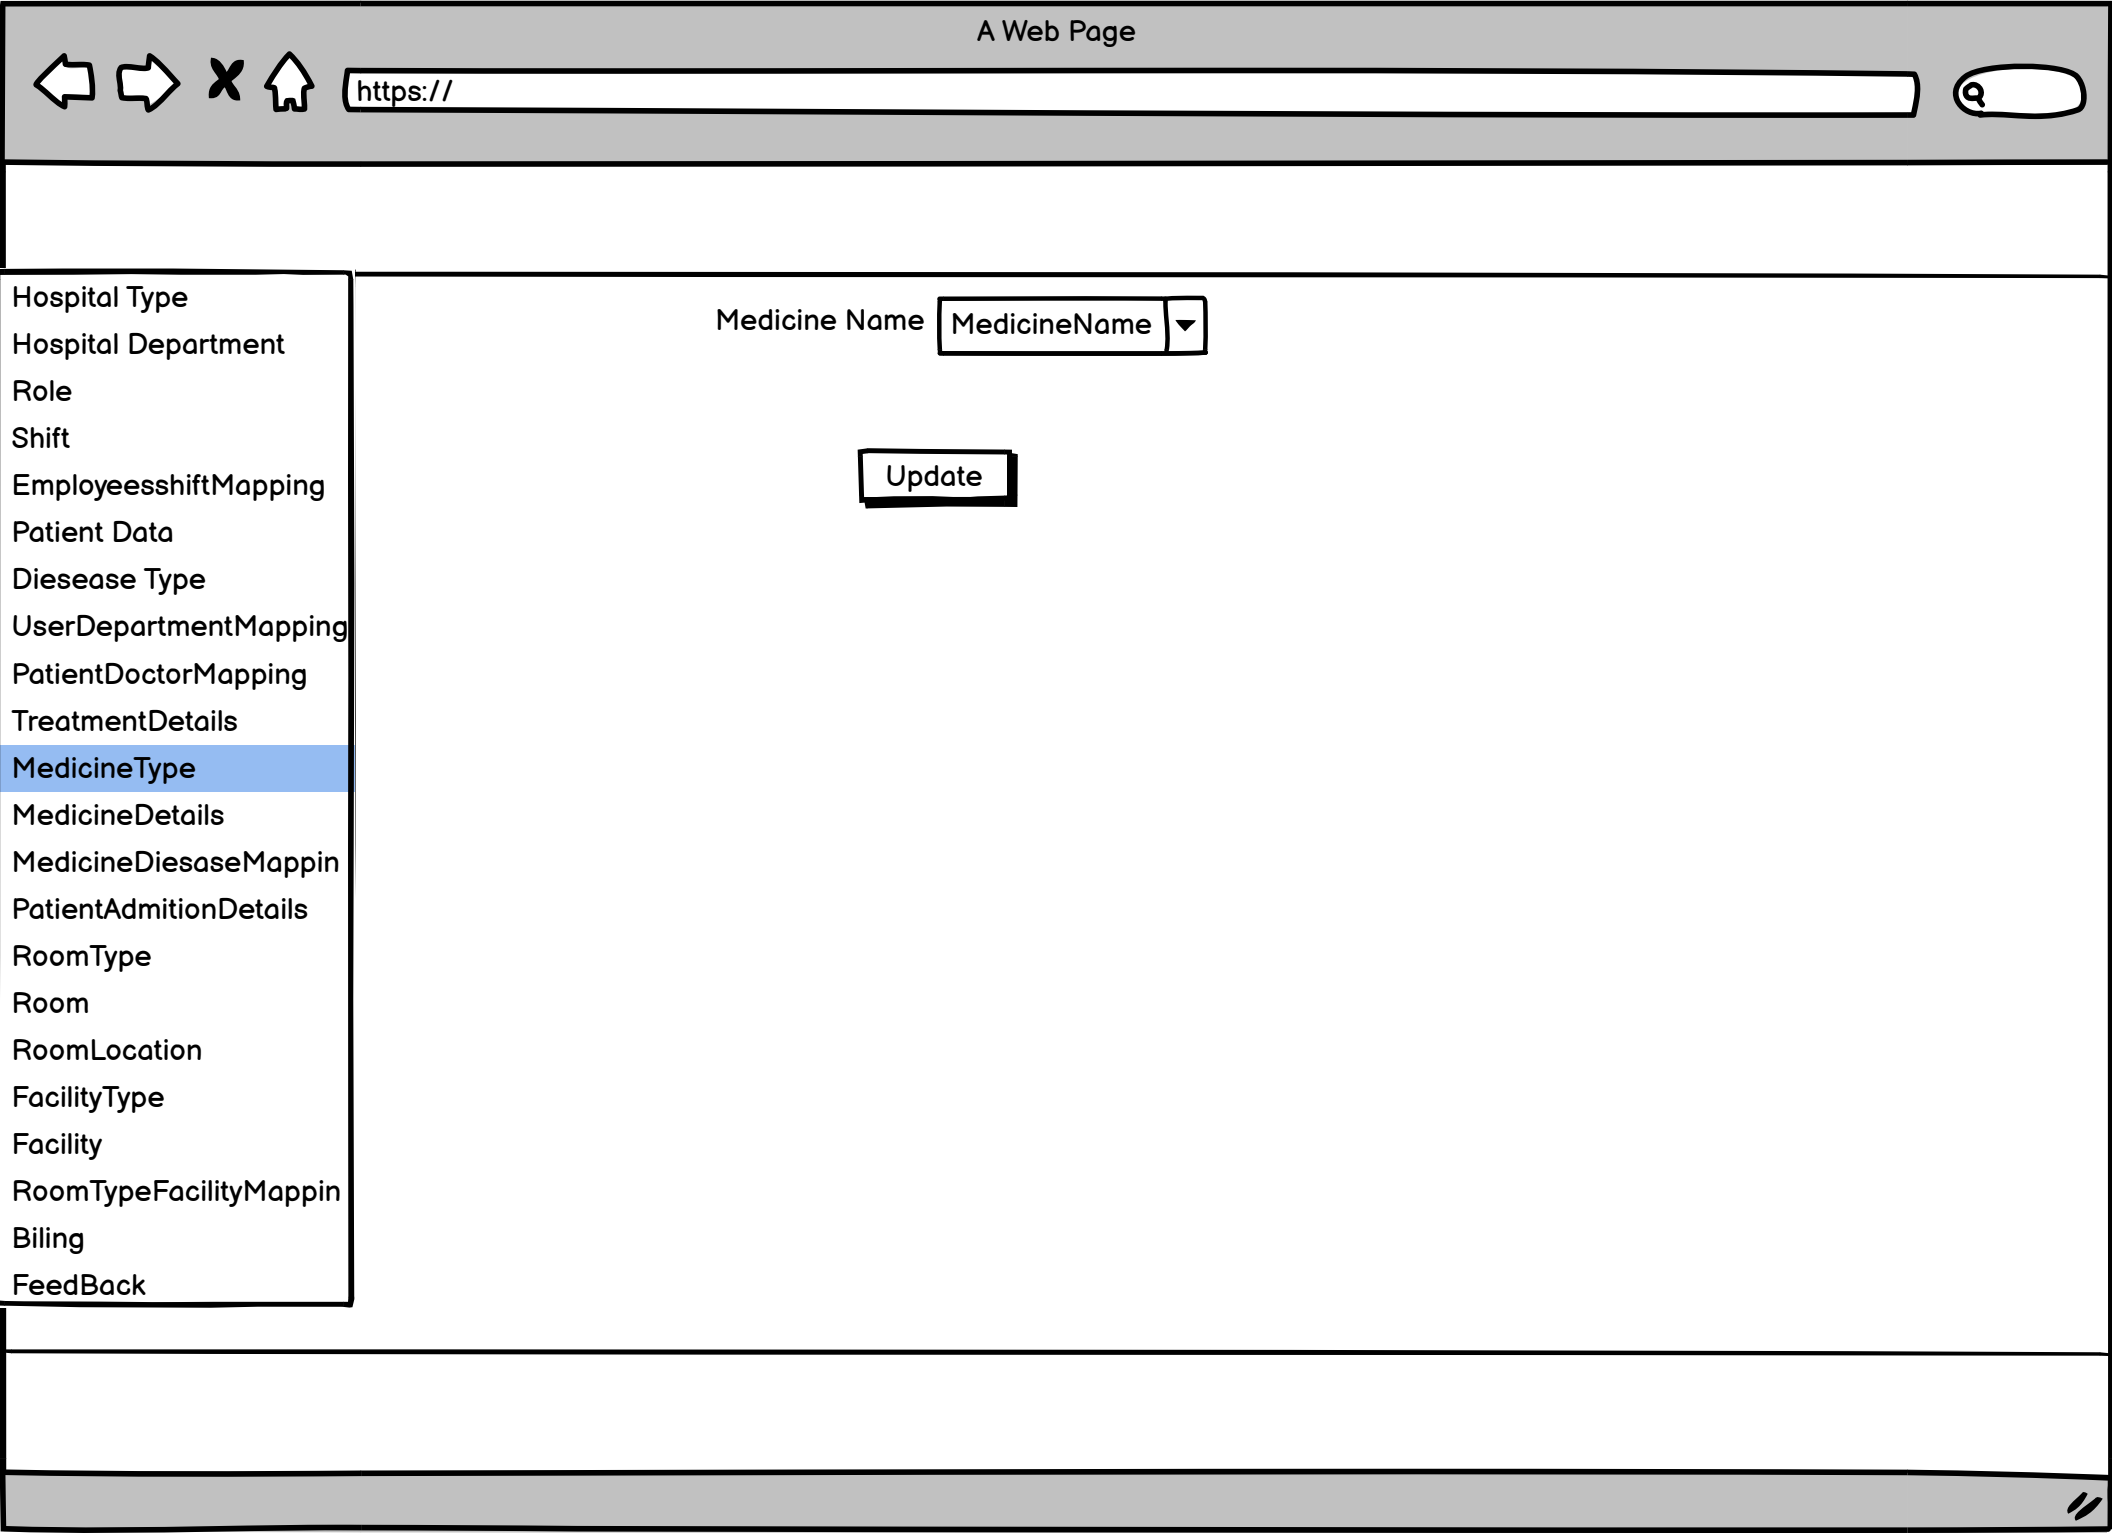 A Web Page
https://
Hospital Type
Hospital Department
Role
Shift
EmployeesshiftMapping
Patient Data
Diesease Type
UserDepartmentMapping
PatientDoctorMapping
TreatmentDetails
MedicineType
MedicineDetails
MedicineDiesaseMappin
PatientAdmitionDetails
RoomType
Room
RoomLocation
FacilityType
Facility
RoomTypeFacilityMappin
Biling
FeedBack
Medicine Name MedicineName
Update